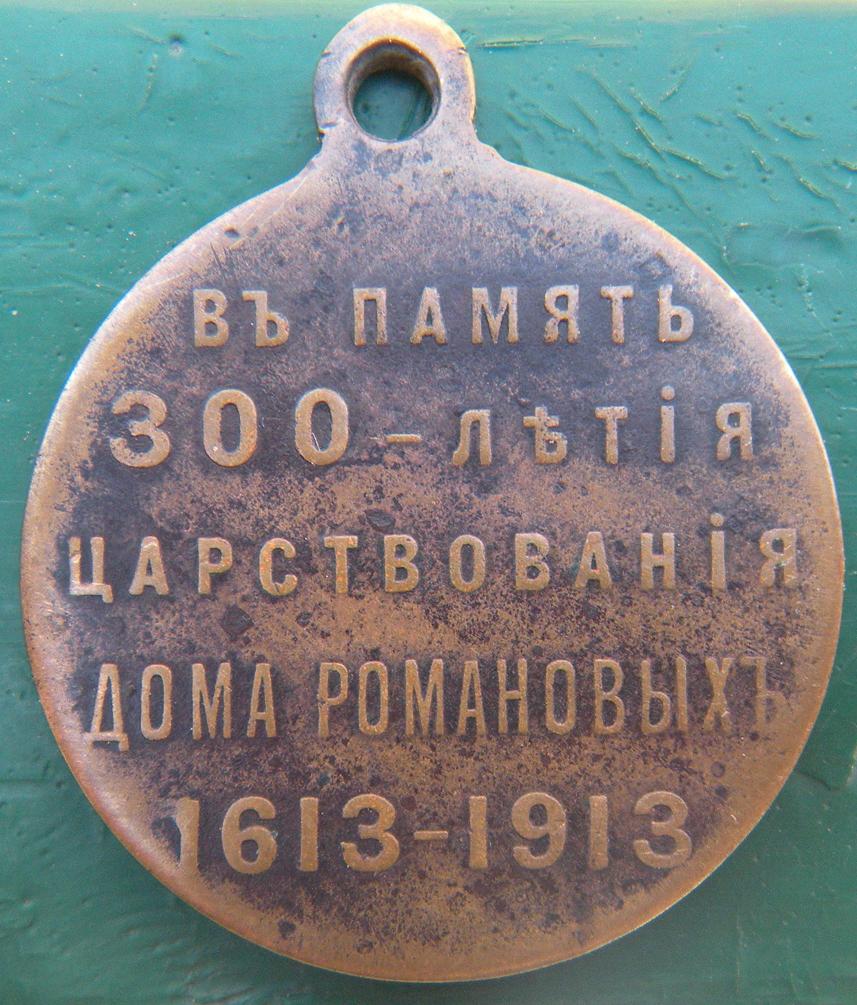 ВЪ ПАМЯТЬ
300-лѣтія
ЦАРСТВОВАНІЯ
ДОМА РОМАНОВЫХЪ
1613-1913